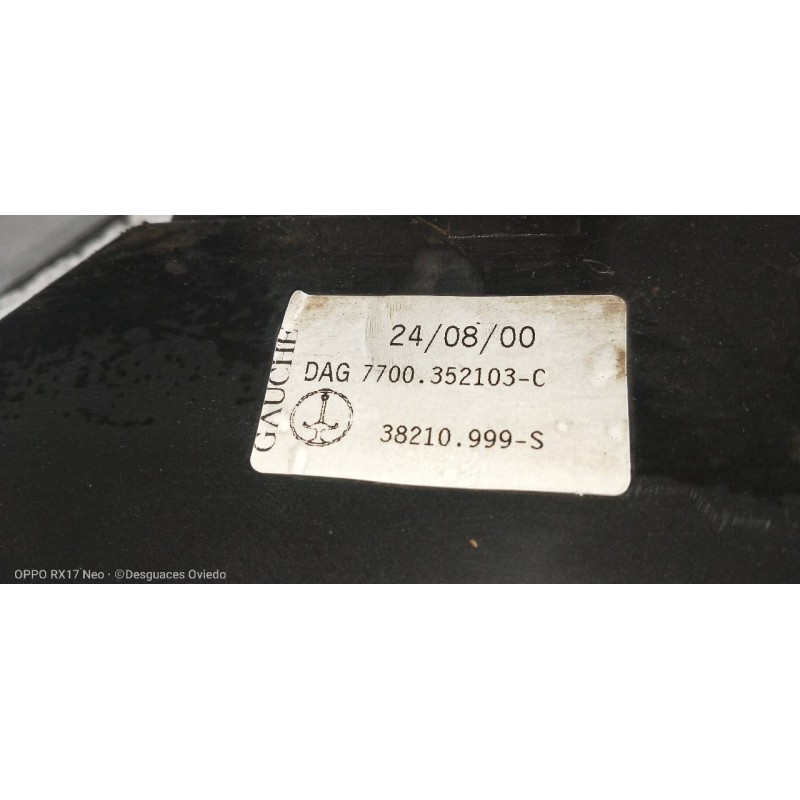 GAUCHE
24/08/00
DAG 7700.352103-C
38210.999-S
OPPO RX17 Neo · ©Desguaces Oviedo